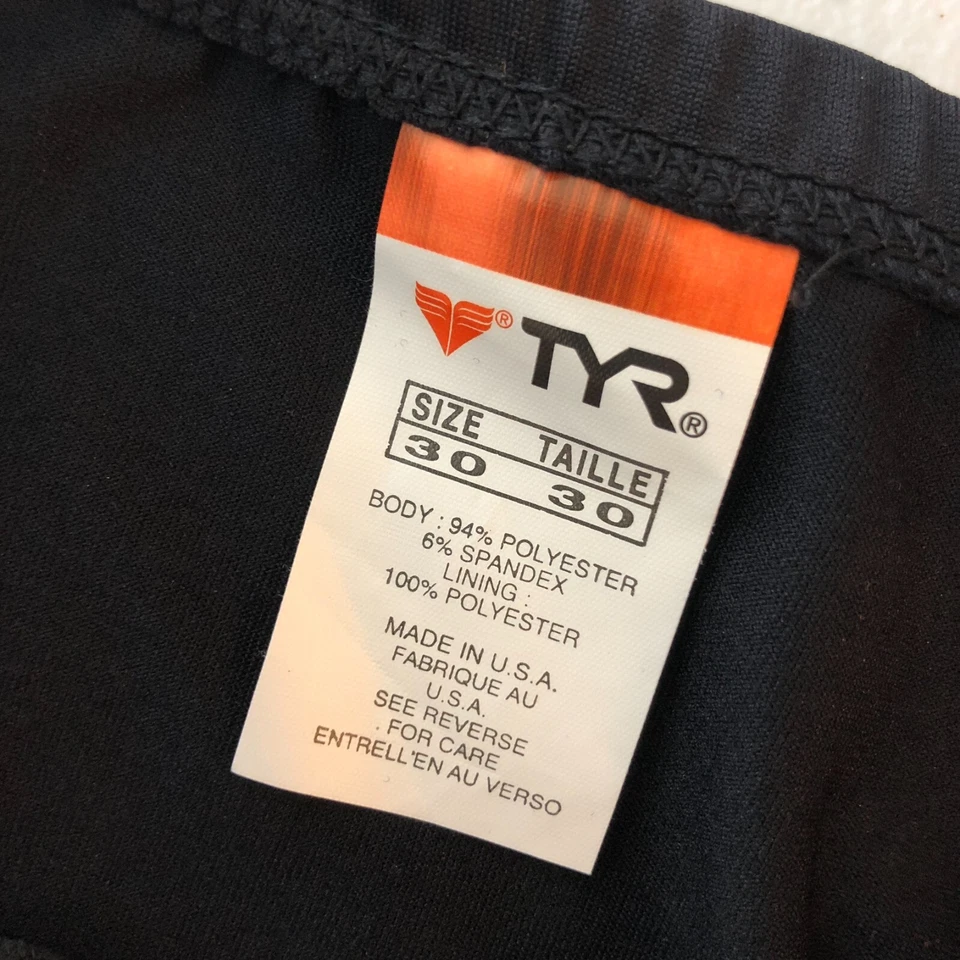 ® TYR®
SIZE TAILLE
30 30
BODY : 94% POLYESTER
6% SPANDEX
LINING :
100% POLYESTER
MADE IN U.S.A.
FABRIQUE AU
U.S.A.
SEE REVERSE
FOR CARE
ENTRELL'EN AU VERSO